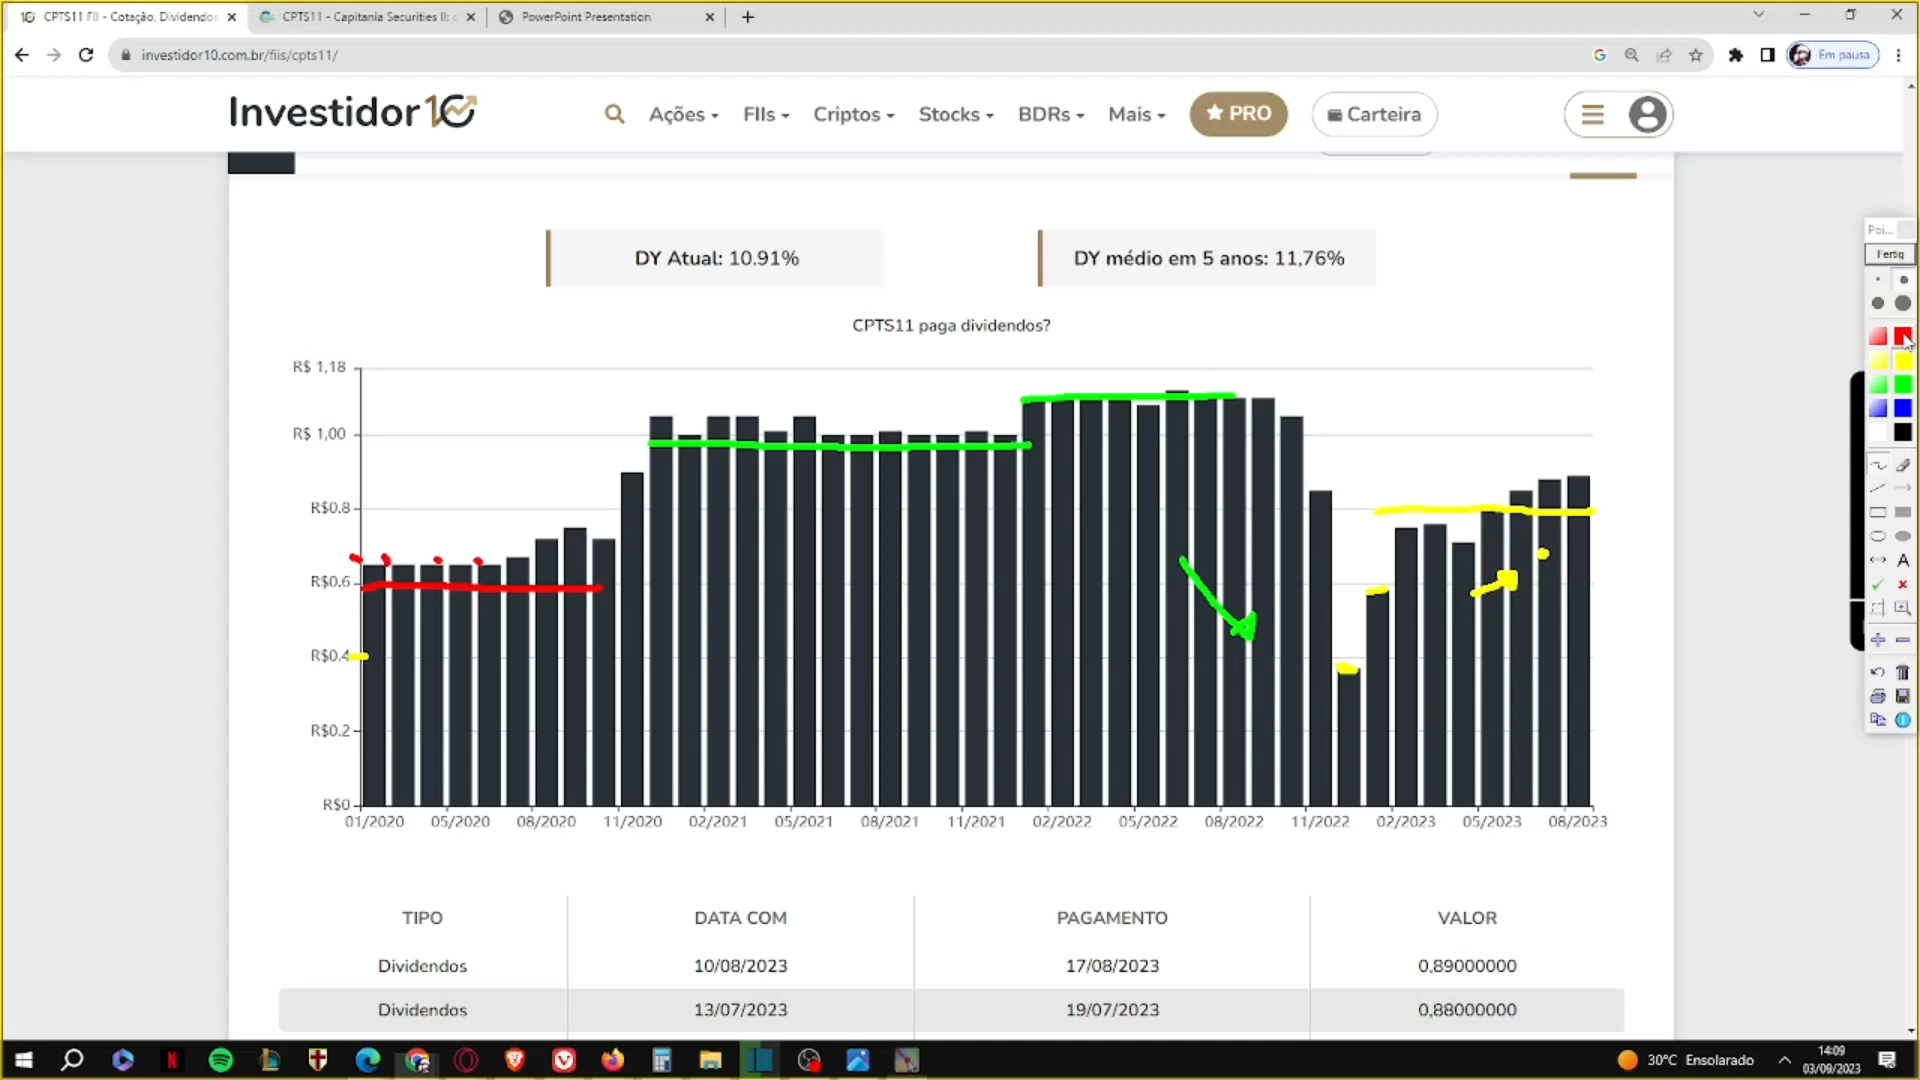 CPTS11 FII - Cotação, Dividendos
CPTS11 - Capitania Securities II: c
PowerPoint Presentation
investidor10.com.br/fiis/cpts11/
Em pausa
Investidor 10
Ações
FIIs
Criptos
Stocks
BDRs
Mais
PRO
Carteira
Poi...
Fertig
DY Atual: 10.91%
DY médio em 5 anos: 11,76%
CPTS11 paga dividendos?
R$ 1,18
R$ 1,00
R$0.8
R$0.6
R$0.4
R$0.2
R$0
01/2020 05/2020 08/2020 11/2020 02/2021 05/2021 08/2021 11/2021 02/2022 05/2022 08/2022 11/2022 02/2023 05/2023 08/2023
TIPO DATA COM PAGAMENTO VALOR
Dividendos 10/08/2023 17/08/2023 0,89000000
Dividendos 13/07/2023 19/07/2023 0,88000000
30°C Ensolarado
14:09
03/09/2023